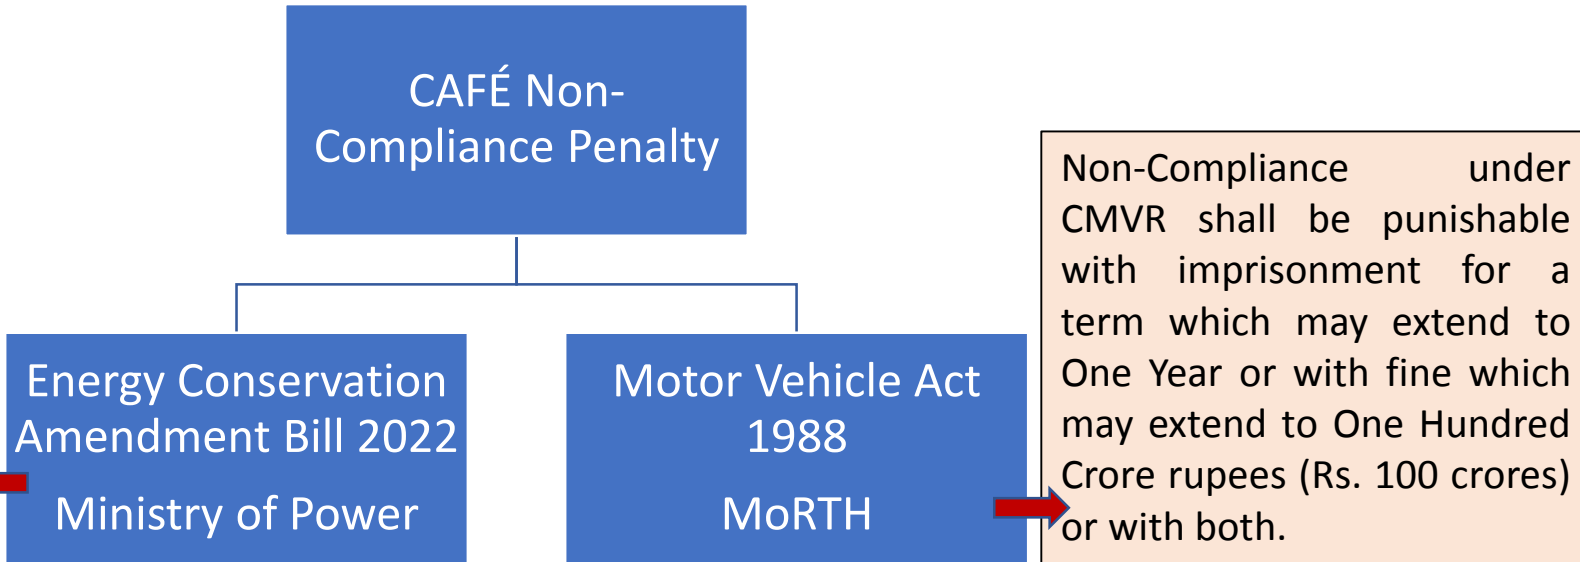 CAFÉ Non-
Compliance Penalty
Energy Conservation
Amendment Bill 2022
Ministry of Power
Motor Vehicle Act
1988
MoRTH
Non-Compliance under
CMVR shall be punishable
with imprisonment for a
term which may extend to
One Year or with fine which
may extend to One Hundred
Crore rupees (Rs. 100 crores)
or with both.